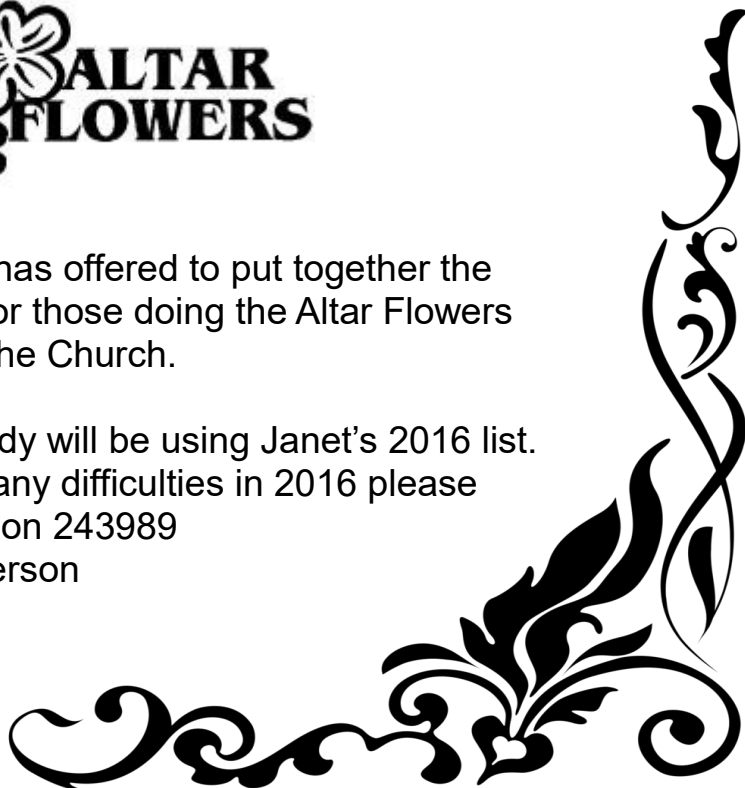 ALTAR
FLOWERS
has offered to put together the
or those doing the Altar Flowers
he Church.
dy will be using Janet’s 2016 list.
any difficulties in 2016 please
on 243989
erson